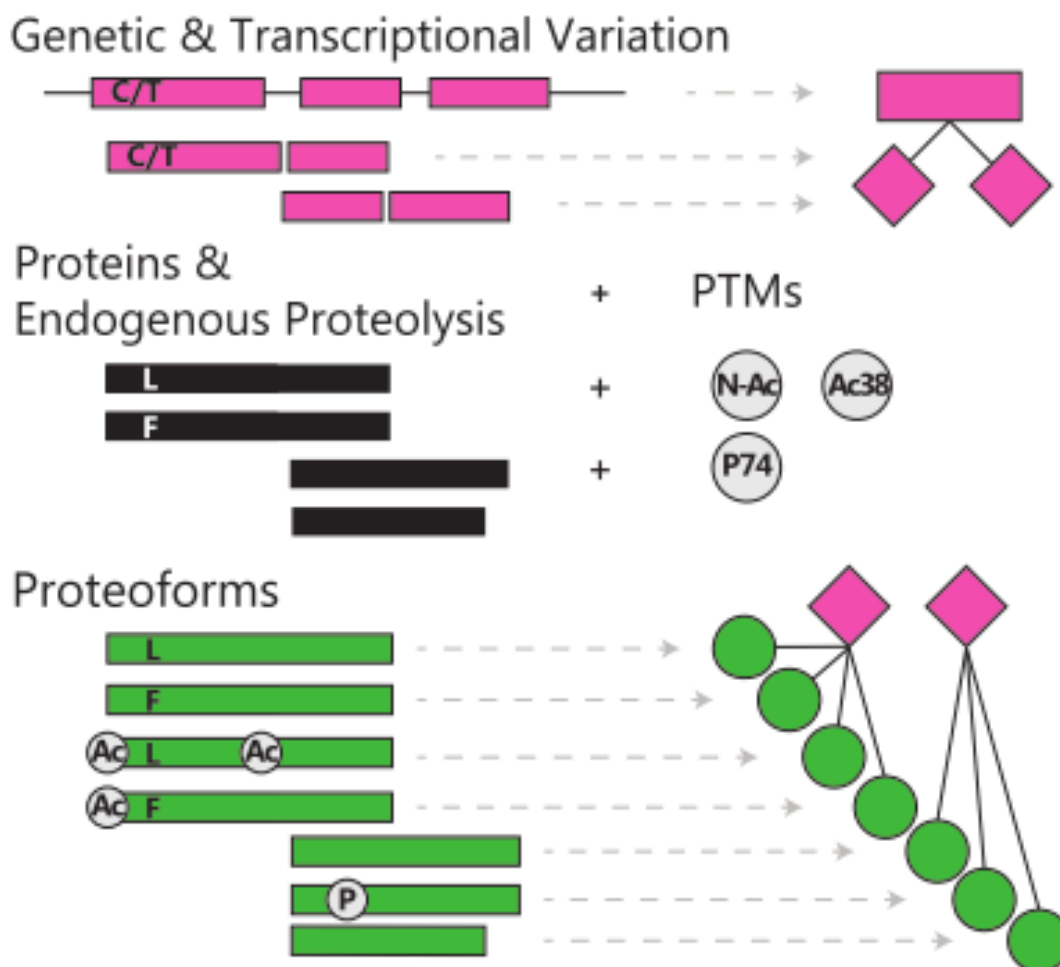 Genetic & Transcriptional Variation
C/T
C/T
Proteins &
Endogenous Proteolysis
+ PTMs
L + N-Ac Ac38
F
+ P74
Proteoforms
L
F
Ac L Ac
Ac F
P